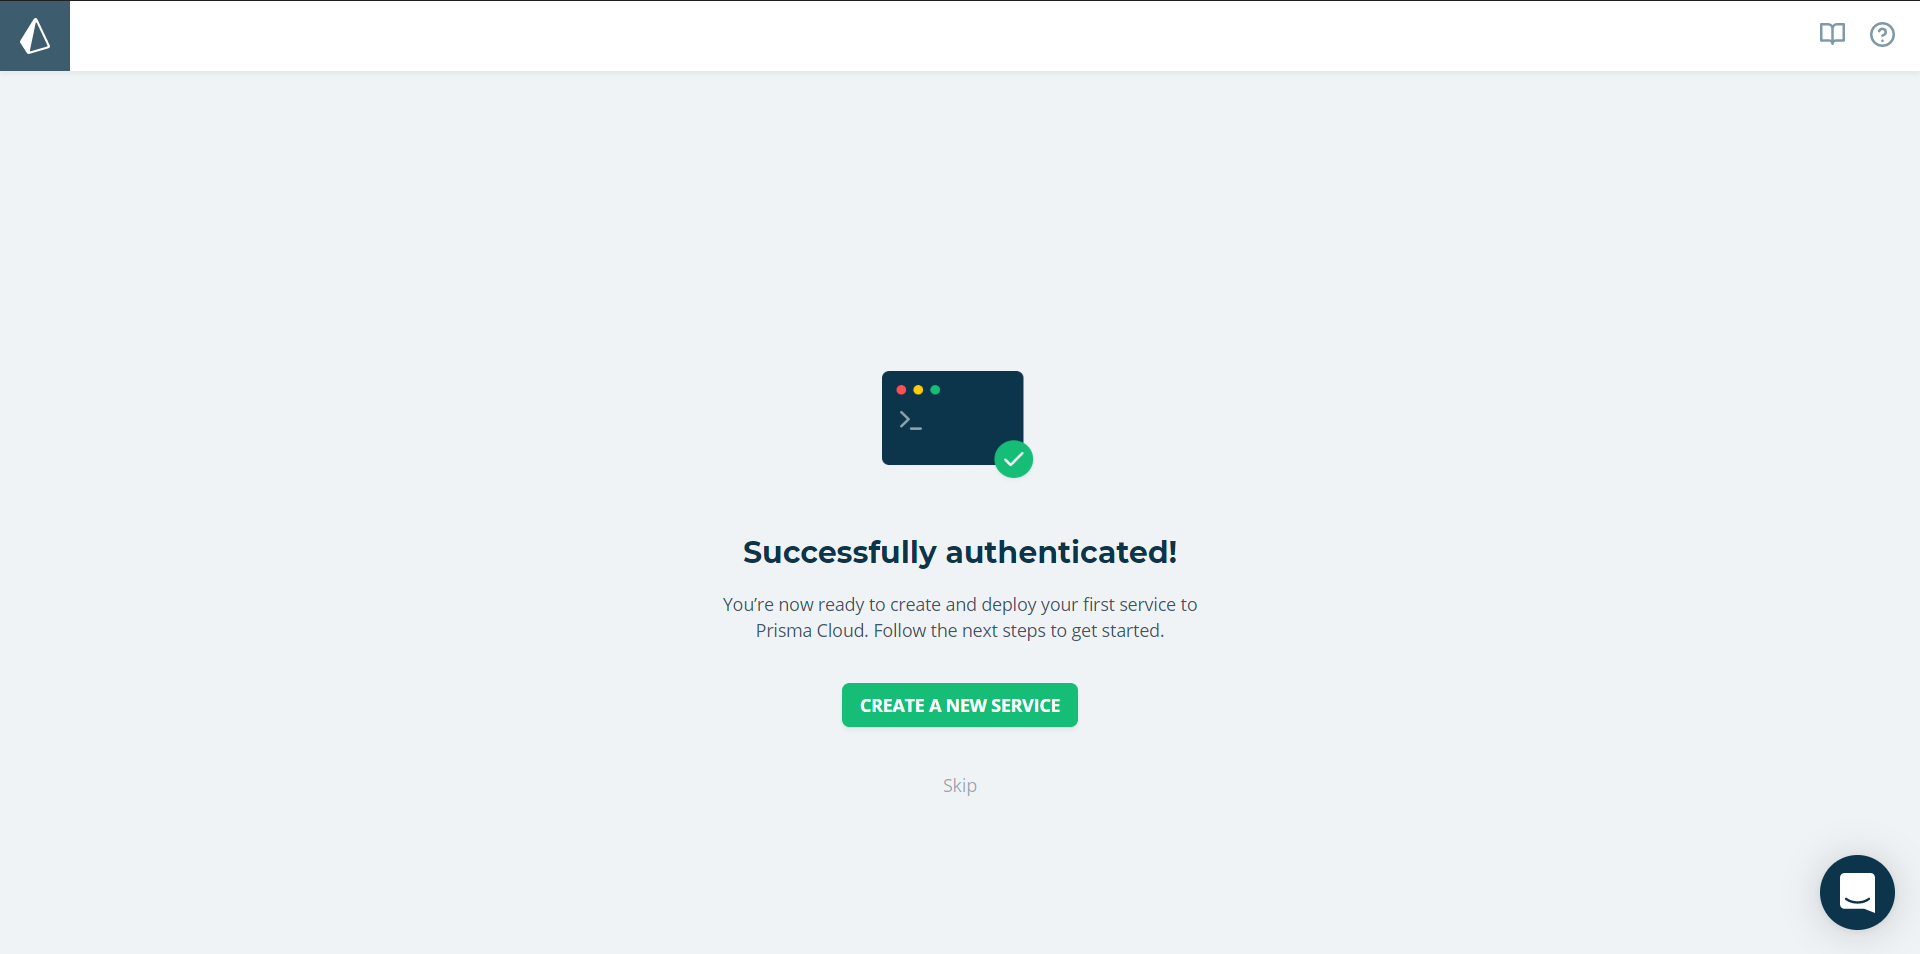 Successfully authenticated!
You’re now ready to create and deploy your first service to
Prisma Cloud. Follow the next steps to get started.
CREATE A NEW SERVICE
Skip